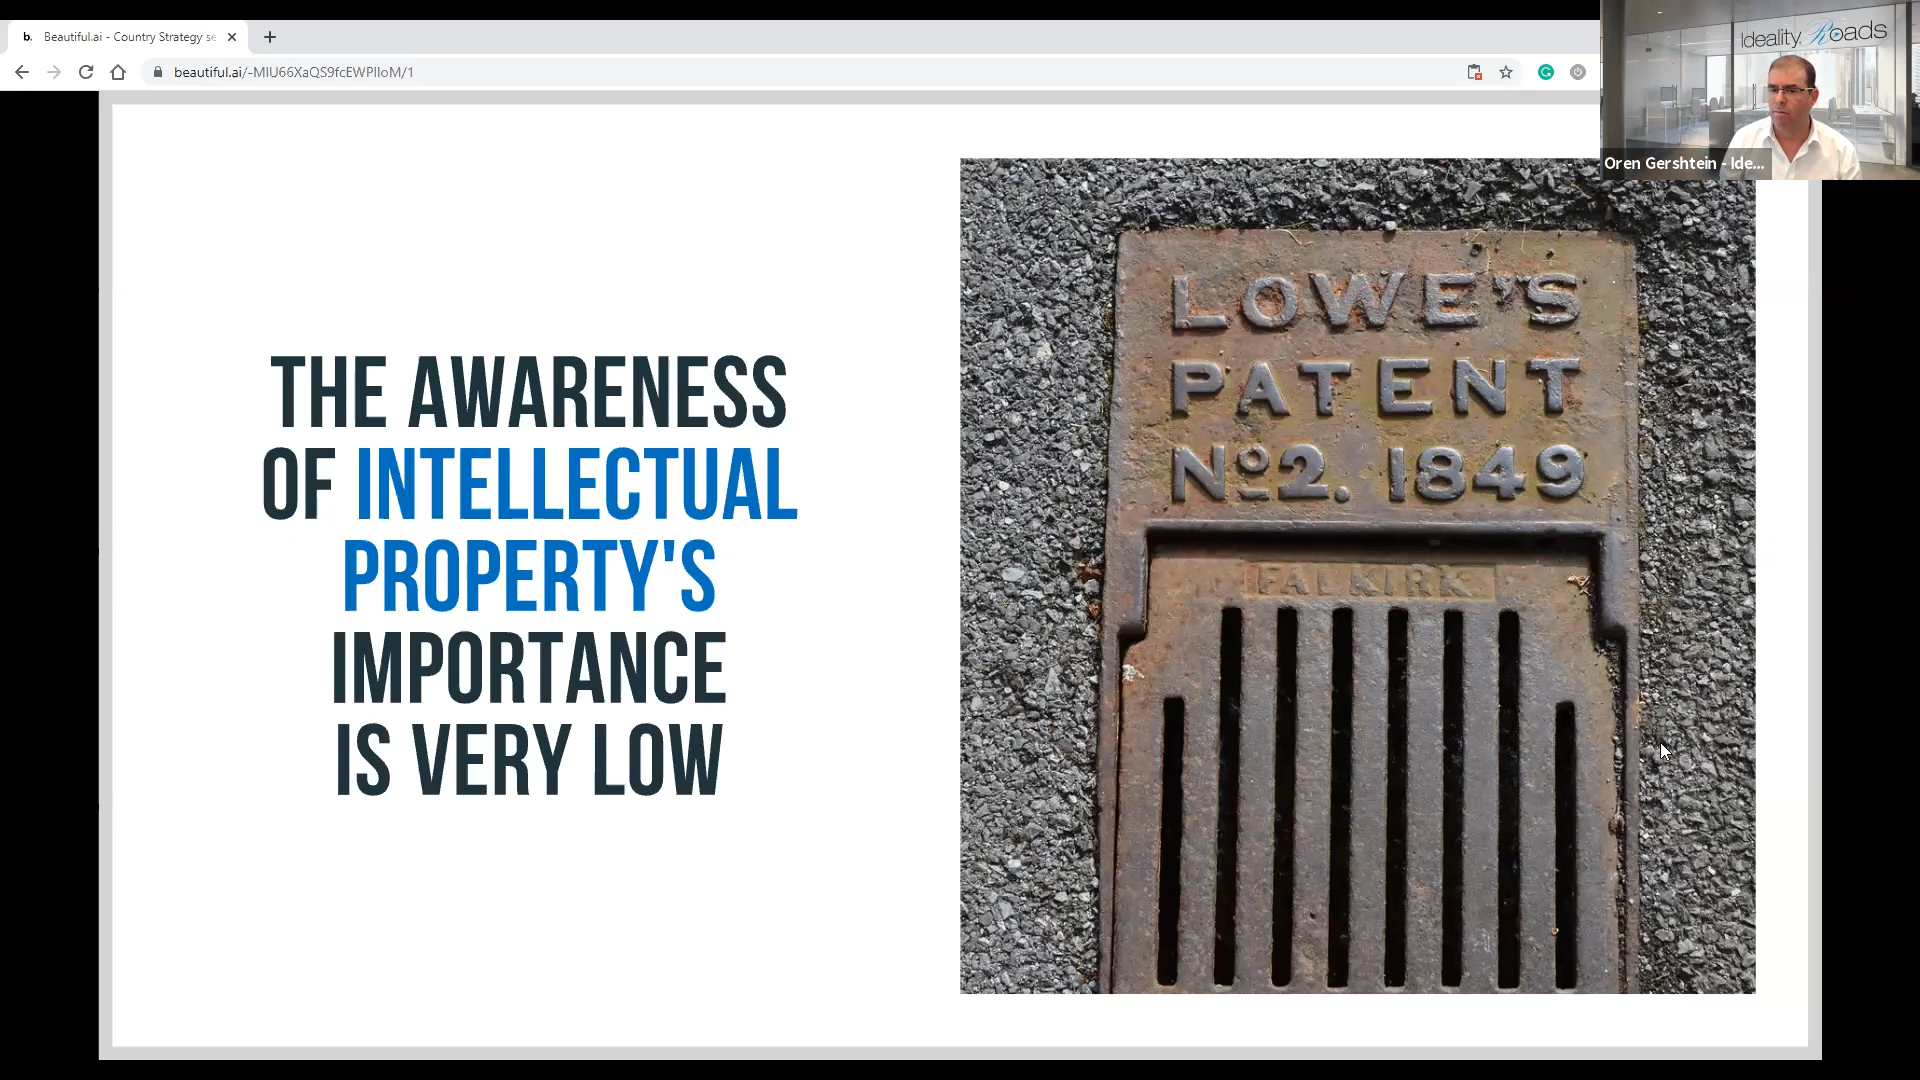 b. Beautiful.ai - Country Strategy se
beautiful.ai/-MIU66XaQS9fcEWPIloM/1
Ideality Roads
Oren Gershtein - Ide...
THE AWARENESS
OF INTELLECTUAL
PROPERTY'S
IMPORTANCE
IS VERY LOW
LOWE'S
PATENT
Nº2. 1849
FALKIRK